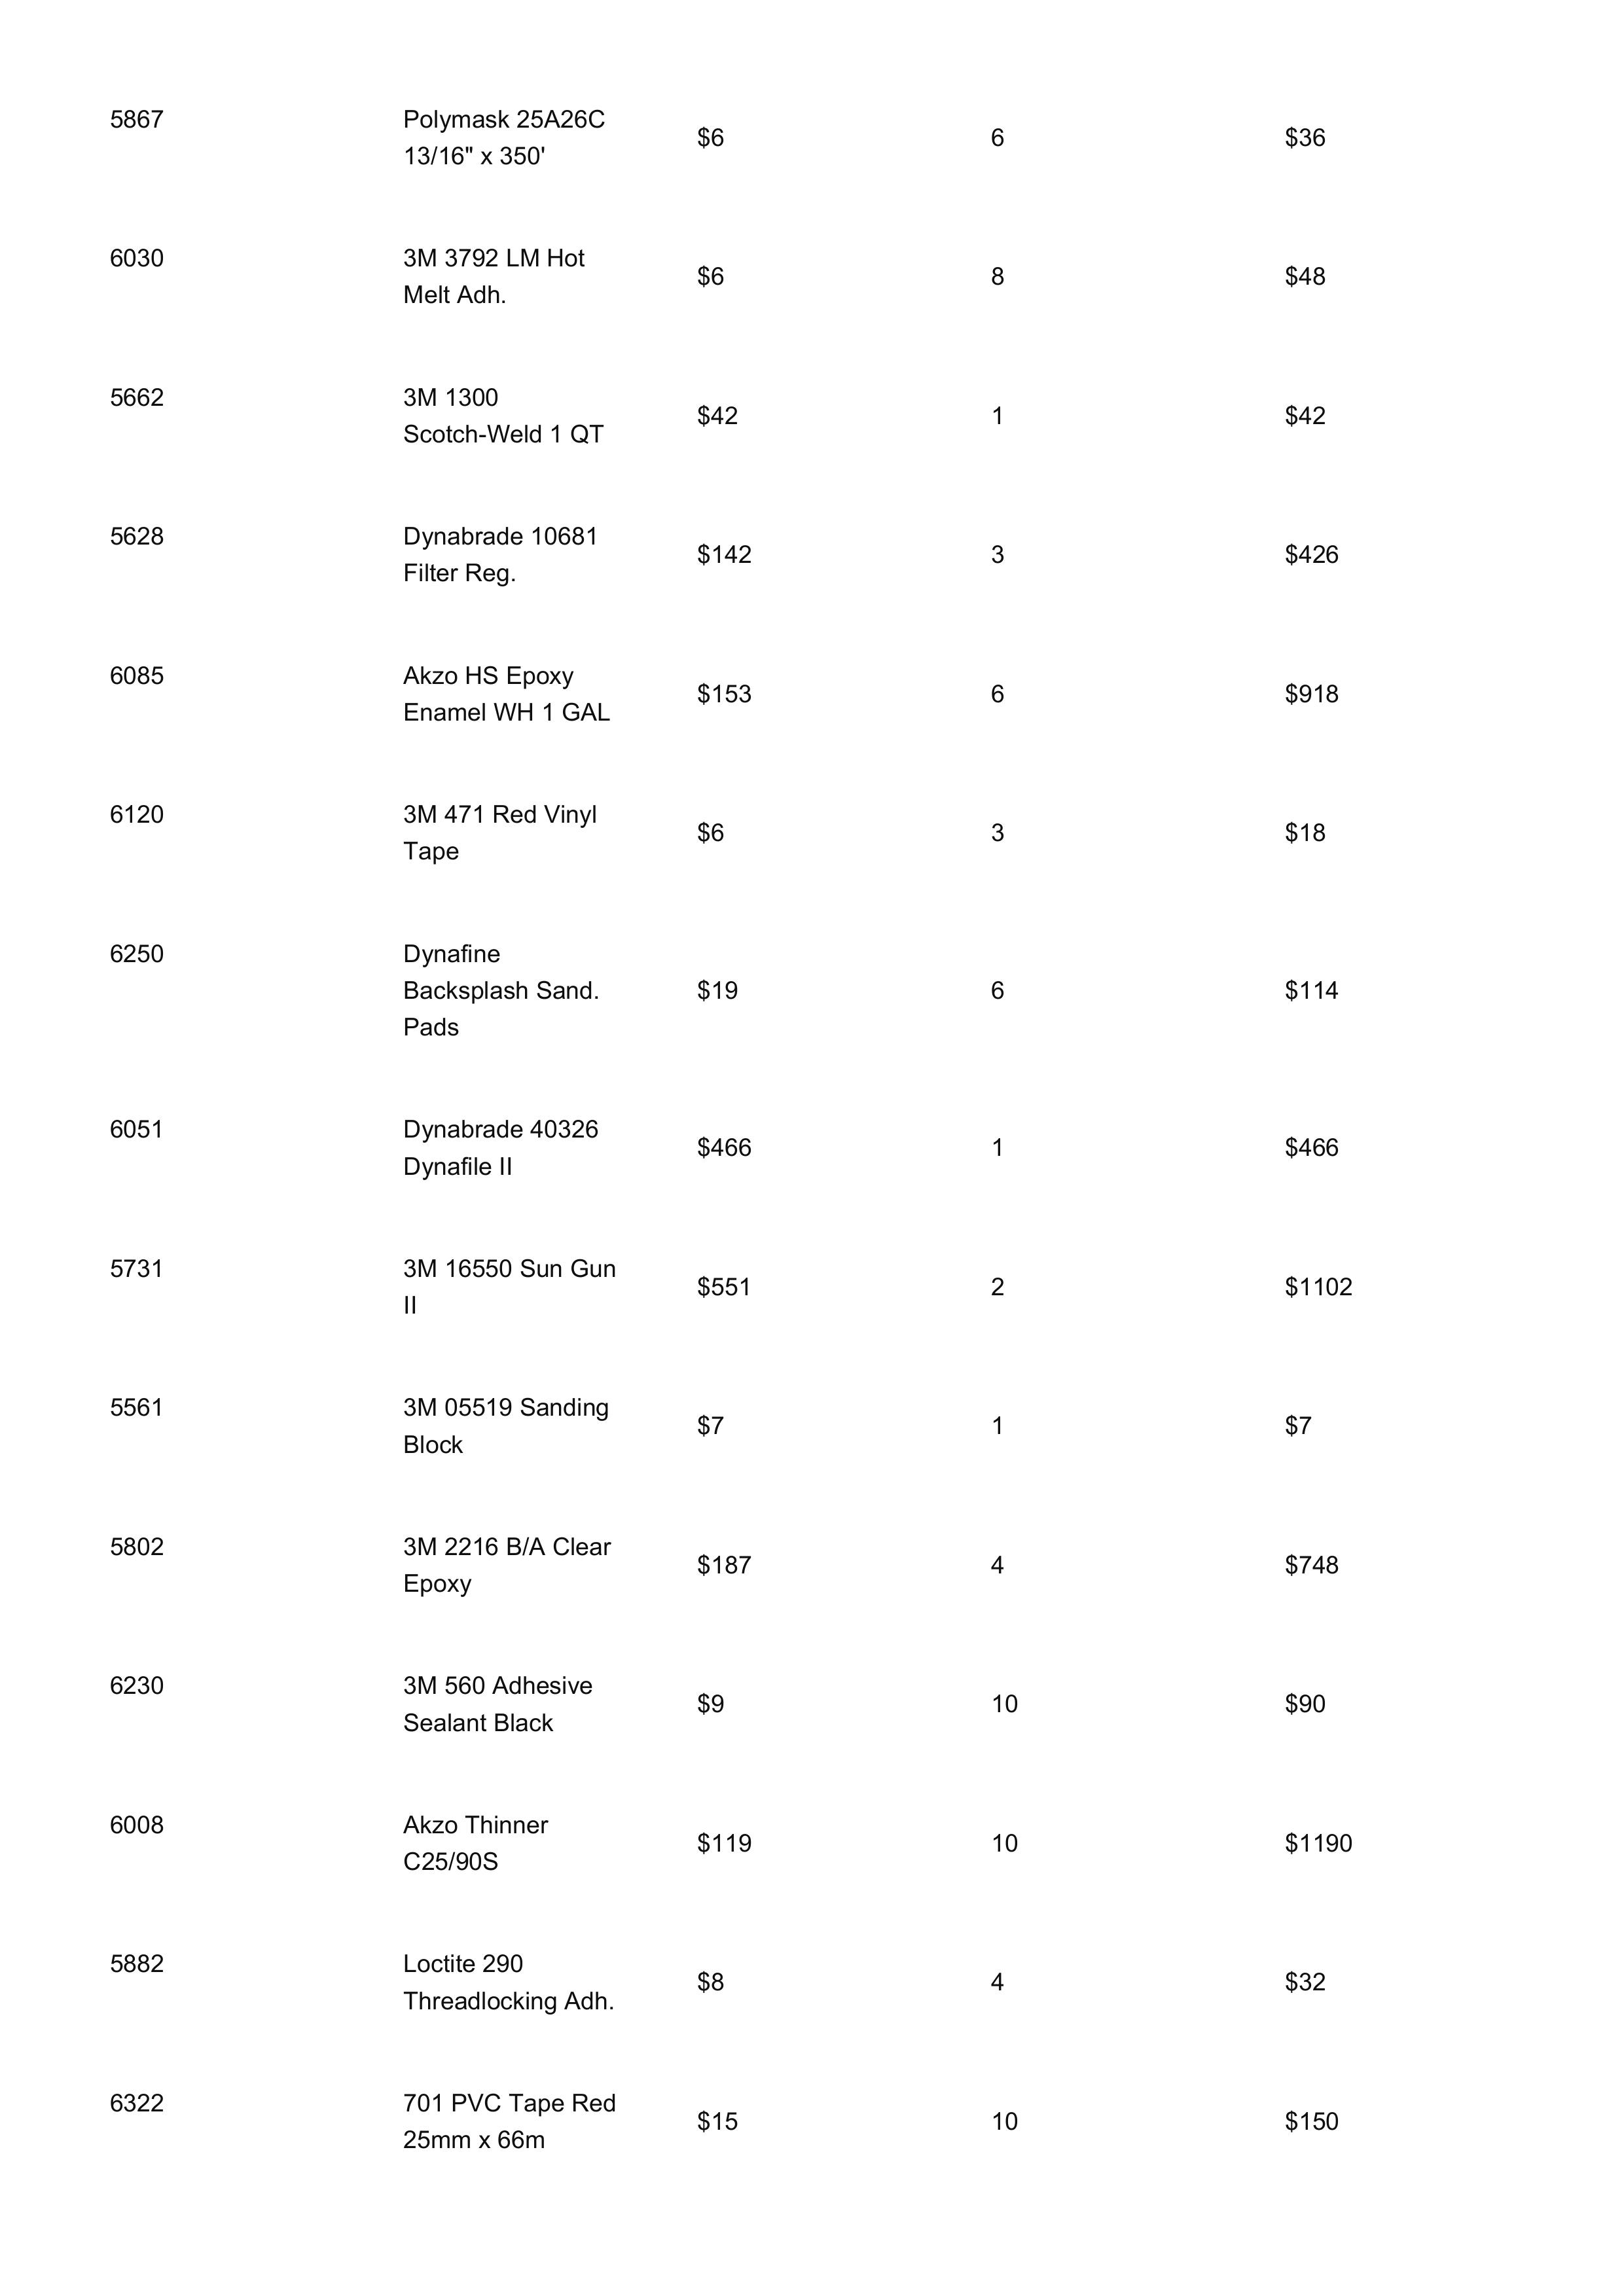 5867 Polymask 25A26C $6 6 $36
13/16" x 350'
6030 3M 3792 LM Hot $6 8 $48
Melt Adh.
5662 3M 1300 $42 1 $42
Scotch-Weld 1 QT
5628 Dynabrade 10681 $142 3 $426
Filter Reg.
6085 Akzo HS Epoxy $153 6 $918
Enamel WH 1 GAL
6120 3M 471 Red Vinyl $6 3 $18
Tape
6250 Dynafine
Backsplash Sand. $19 6 $114
Pads
6051 Dynabrade 40326 $466 1 $466
Dynafile II
5731 3M 16550 Sun Gun $551 2 $1102
II
5561 3M 05519 Sanding $7 1 $7
Block
5802 3M 2216 B/A Clear $187 4 $748
Epoxy
6230 3M 560 Adhesive $9 10 $90
Sealant Black
6008 Akzo Thinner $119 10 $1190
C25/90S
5882 Loctite 290 $8 4 $32
Threadlocking Adh.
6322 701 PVC Tape Red $15 10 $150
25mm x 66m